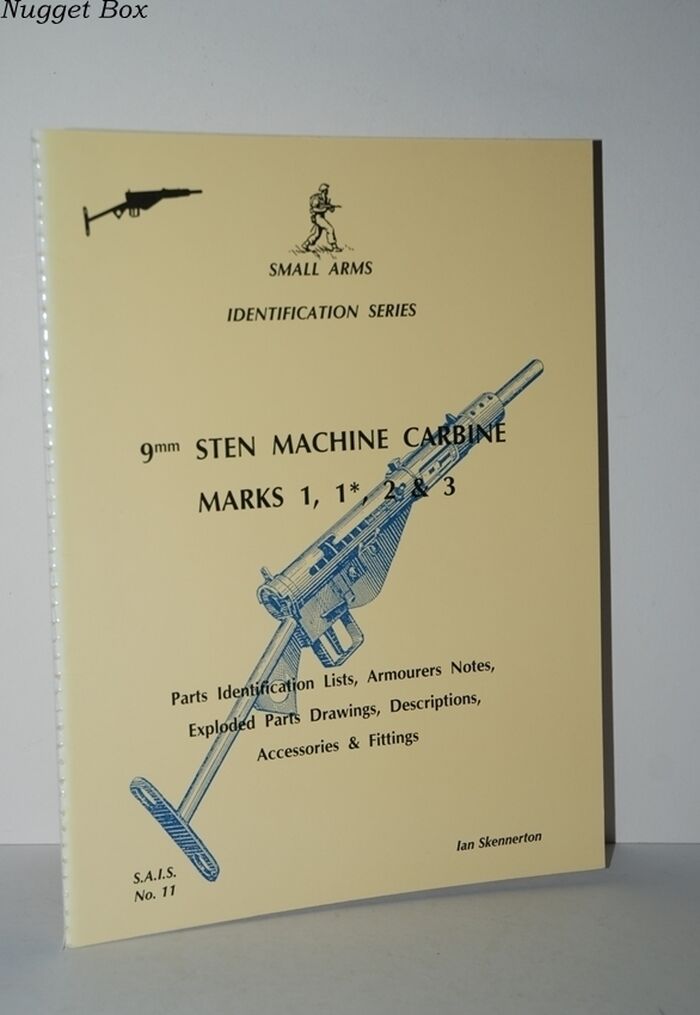 Nugget Box
SMALL ARMS
IDENTIFICATION SERIES
9mm STEN MACHINE CARBINE
MARKS 1, 1*, 2 & 3
Parts Identification Lists, Armourers Notes,
Exploded Parts Drawings, Descriptions,
Accessories & Fittings
Ian Skennerton
S.A.I.S.
No. 11